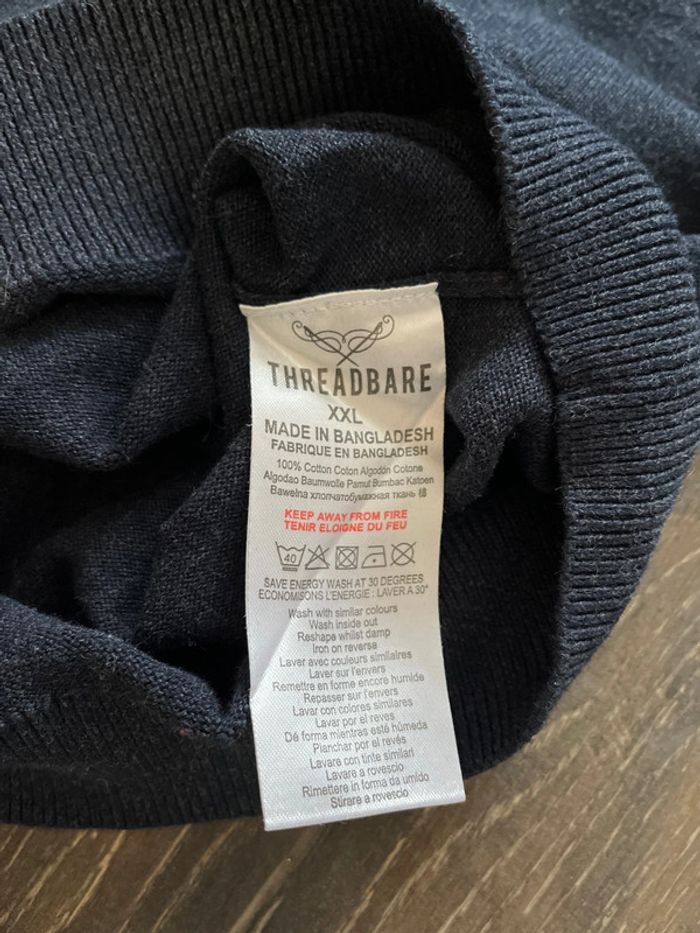 THREADBARE
XXL
MADE IN BANGLADESH
FABRIQUE EN BANGLADESH
100% Cotton Coton Algodón Cotone
Algodao Baumwolle Pamut Bumbac Katoen
Bawelna хлопчатобумажная ткань 棉
KEEP AWAY FROM FIRE
TENIR ELOIGNE DU FEU
40
SAVE ENERGY WASH AT 30 DEGREES
ECONOMISONS L'ENERGIE : LAVER A 30°
Wash with similar colours
Wash inside out
Reshape whilst damp
Iron on reverse
Laver avec couleurs similaires
Laver sur l'envers
Remettre en forme encore humide
Repasser sur l'envers
Lavar con colores similares
Lavar por el reves
Dé forma mientras esté húmeda
Planchar por el revés
Lavare con tinte similari
Lavare a rovescio
Rimettere in forma da umido
Stirare a rovescio